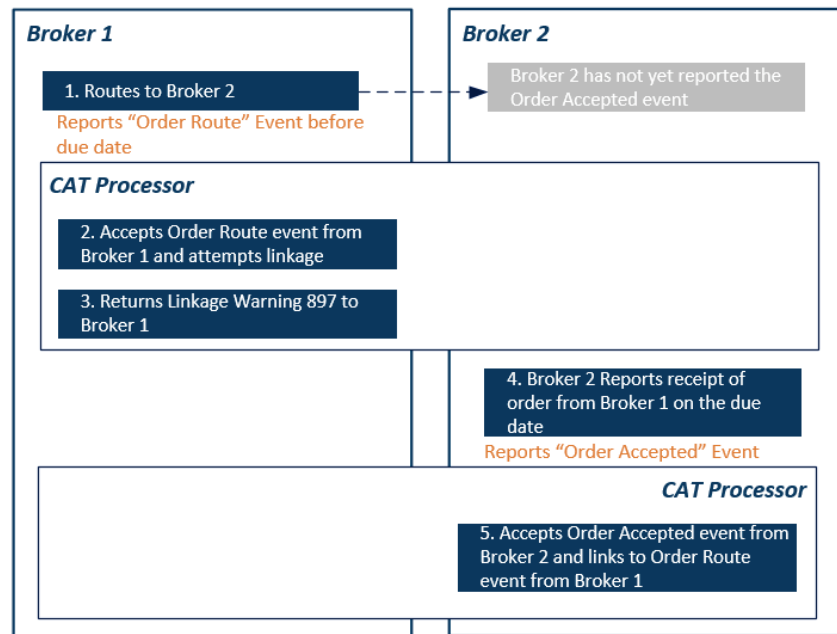 Broker 1
Broker 2
1. Routes to Broker 2
Broker 2 has not yet reported the
Order Accepted event
Reports “Order Route” Event before
due date
CAT Processor
2. Accepts Order Route event from
Broker 1 and attempts linkage
3. Returns Linkage Warning 897 to
Broker 1
4. Broker 2 Reports receipt of
order from Broker 1 on the due
date
Reports “Order Accepted” Event
CAT Processor
5. Accepts Order Accepted event from
Broker 2 and links to Order Route
event from Broker 1